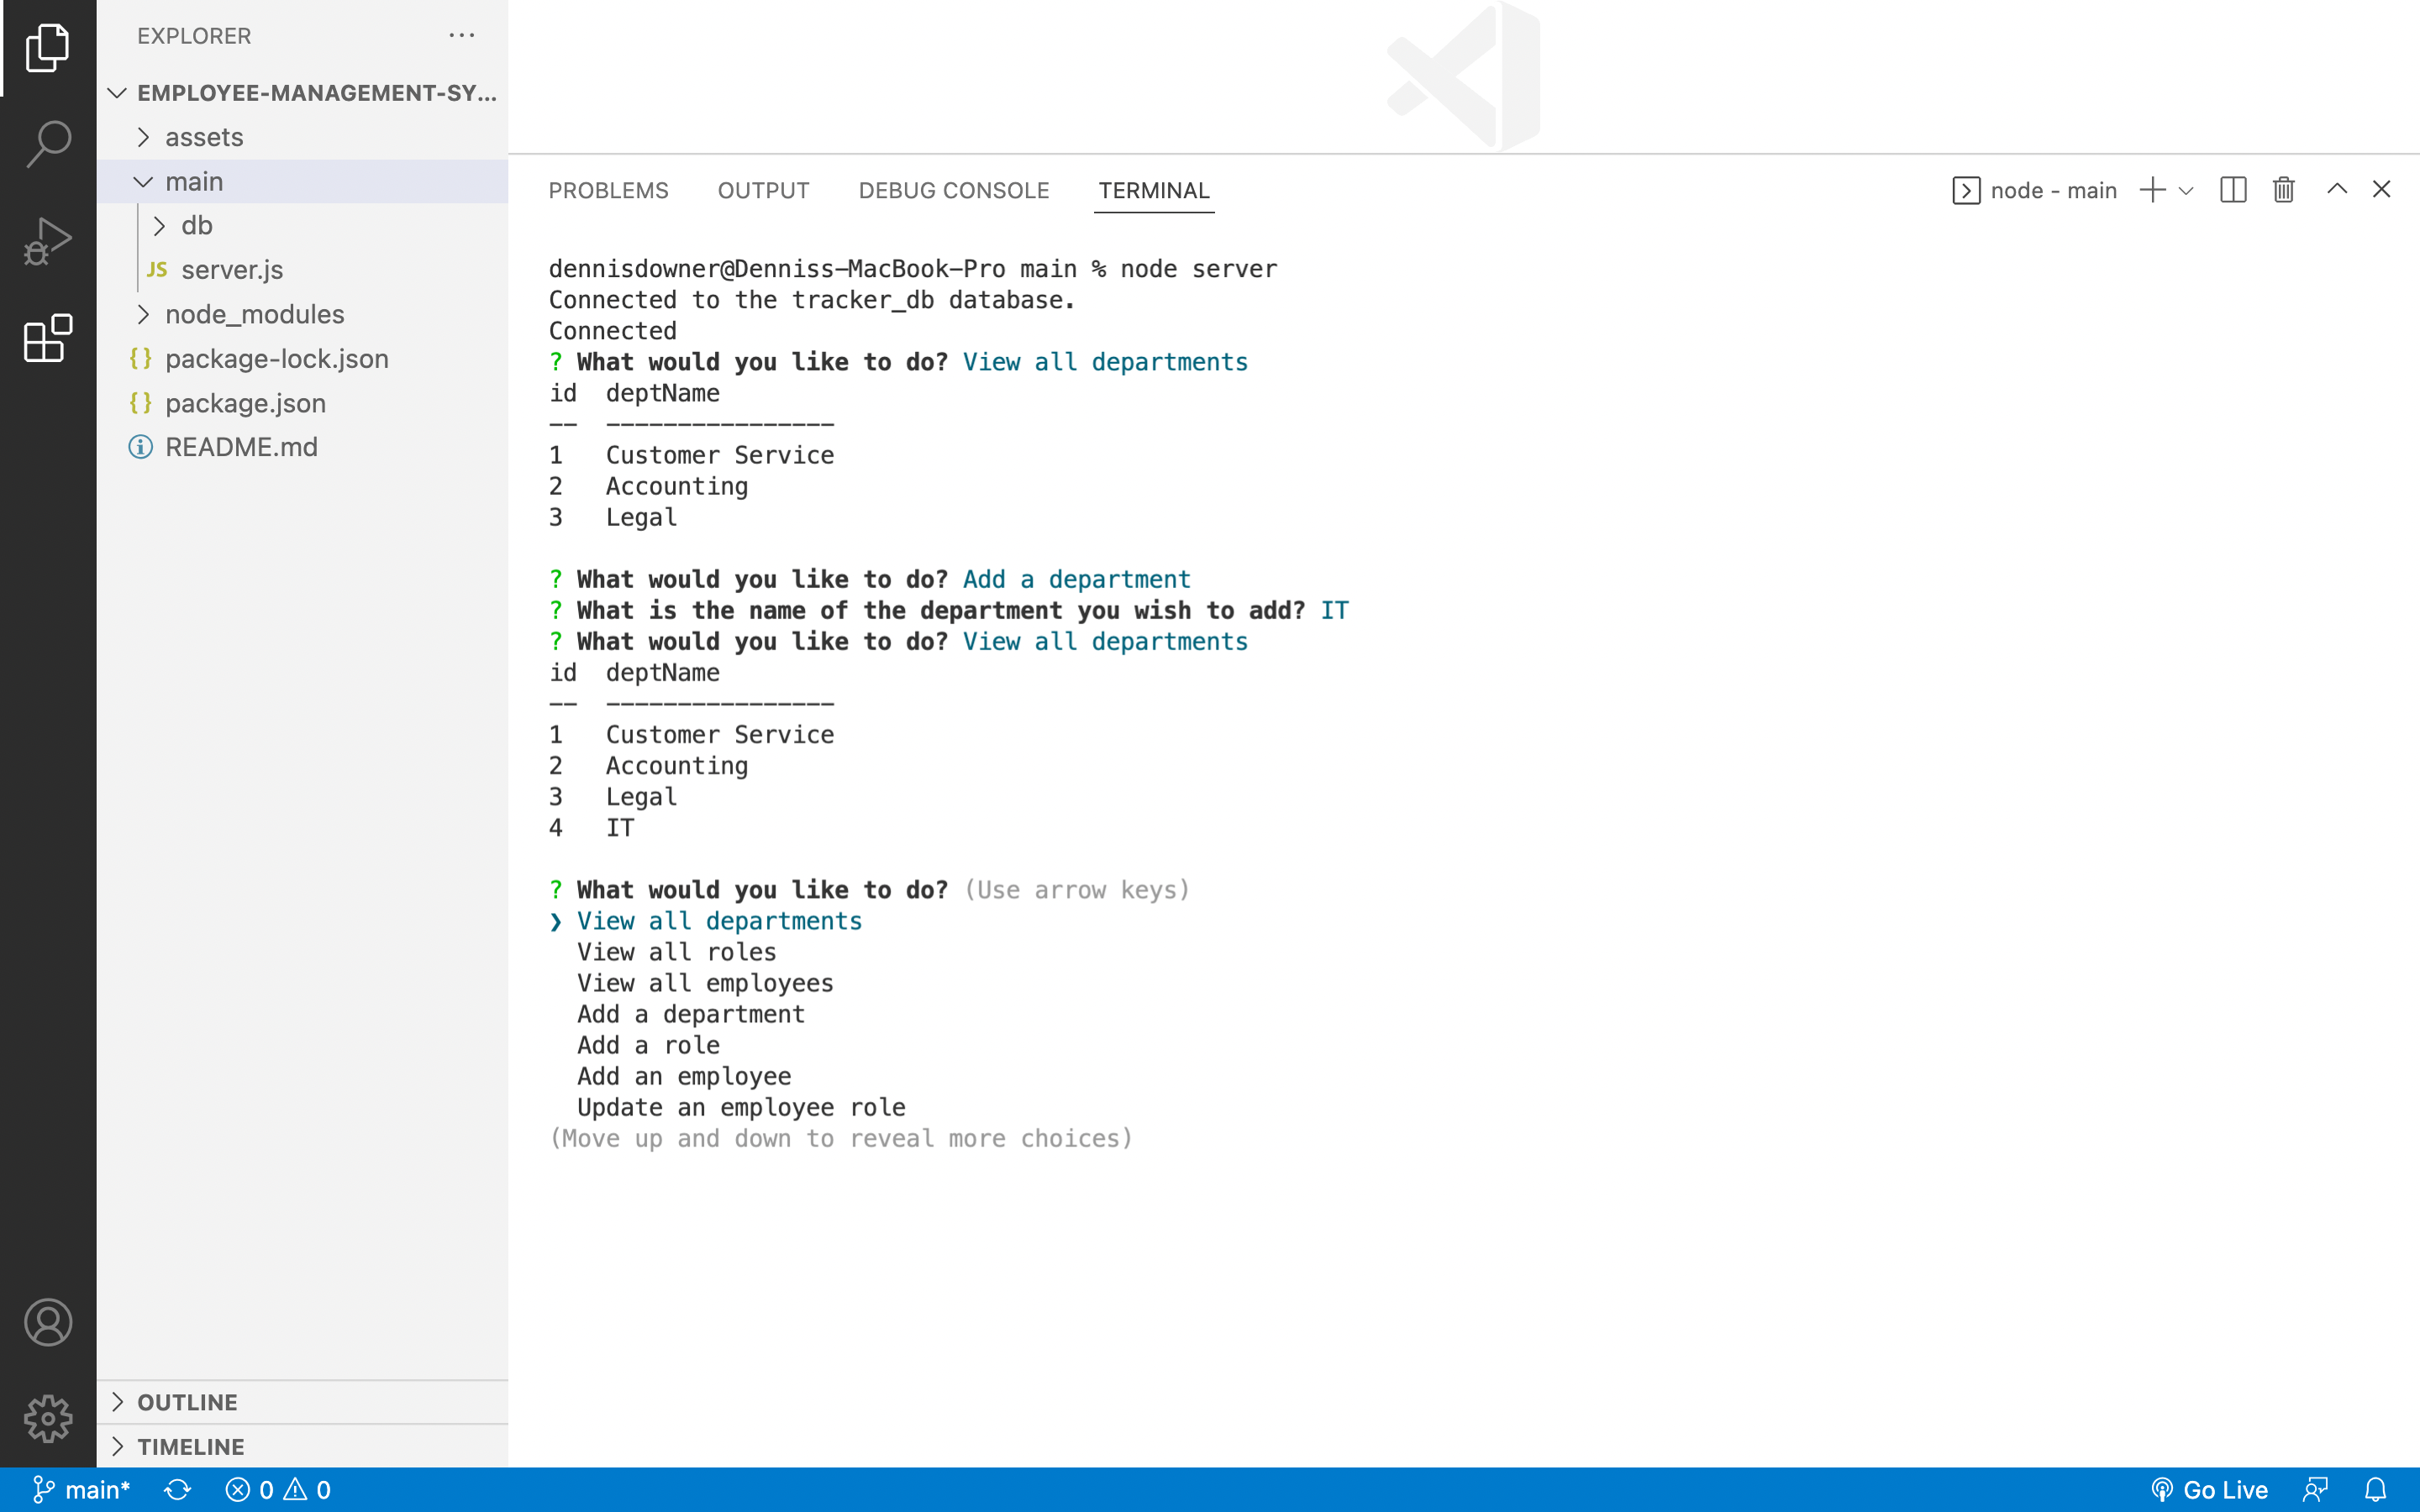 EXPLORER
EMPLOYEE-MANAGEMENT-SY...
assets
main
db
JS server.js
node_modules
{} package-lock.json
{} package.json
README.md
OUTLINE
TIMELINE
PROBLEMS OUTPUT DEBUG CONSOLE TERMINAL
node - main
dennisdowner@Denniss-MacBook-Pro main % node server
Connected to the tracker_db database.
Connected
? What would you like to do? View all departments
id  deptName
--  ----------------
1   Customer Service
2   Accounting
3   Legal
? What would you like to do? Add a department
? What is the name of the department you wish to add? IT
? What would you like to do? View all departments
id  deptName
--  ----------------
1   Customer Service
2   Accounting
3   Legal
4   IT
? What would you like to do? (Use arrow keys)
❯ View all departments
View all roles
View all employees
Add a department
Add a role
Add an employee
Update an employee role
(Move up and down to reveal more choices)
main* 0 0 Go Live